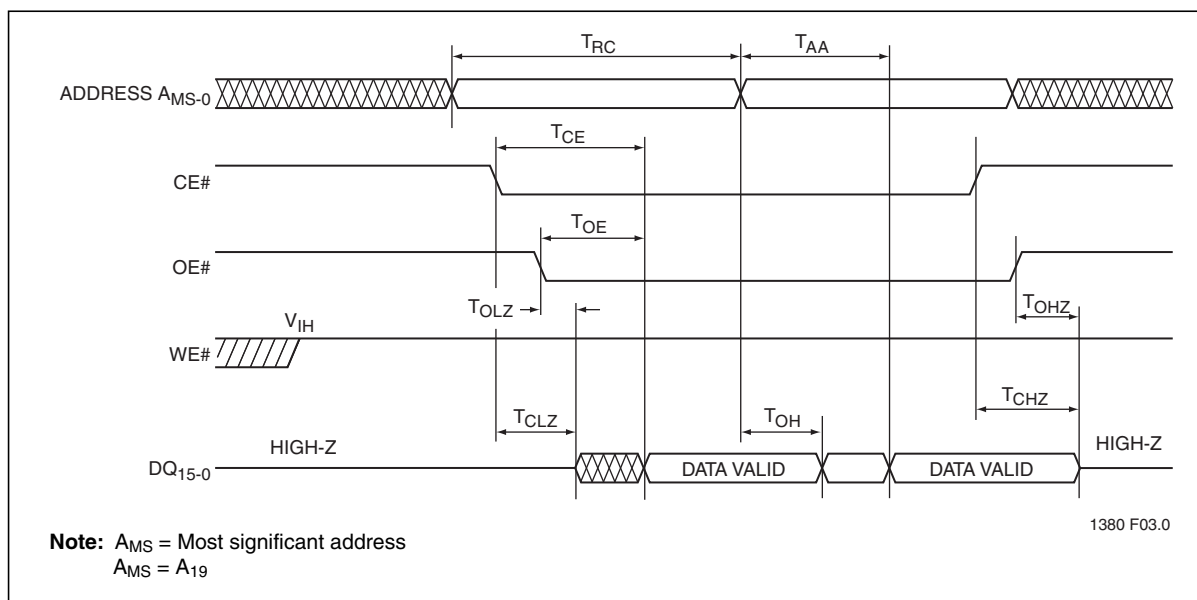 TRC TAA
ADDRESS AMS-0
TCE
CE#
TOE
OE#
TOLZ TOHZ
VIH
WE#
TCLZ TOH TCHZ
HIGH-Z HIGH-Z
DQ15-0 DATA VALID DATA VALID
1380 F03.0
Note: AMS = Most significant address
AMS = A19